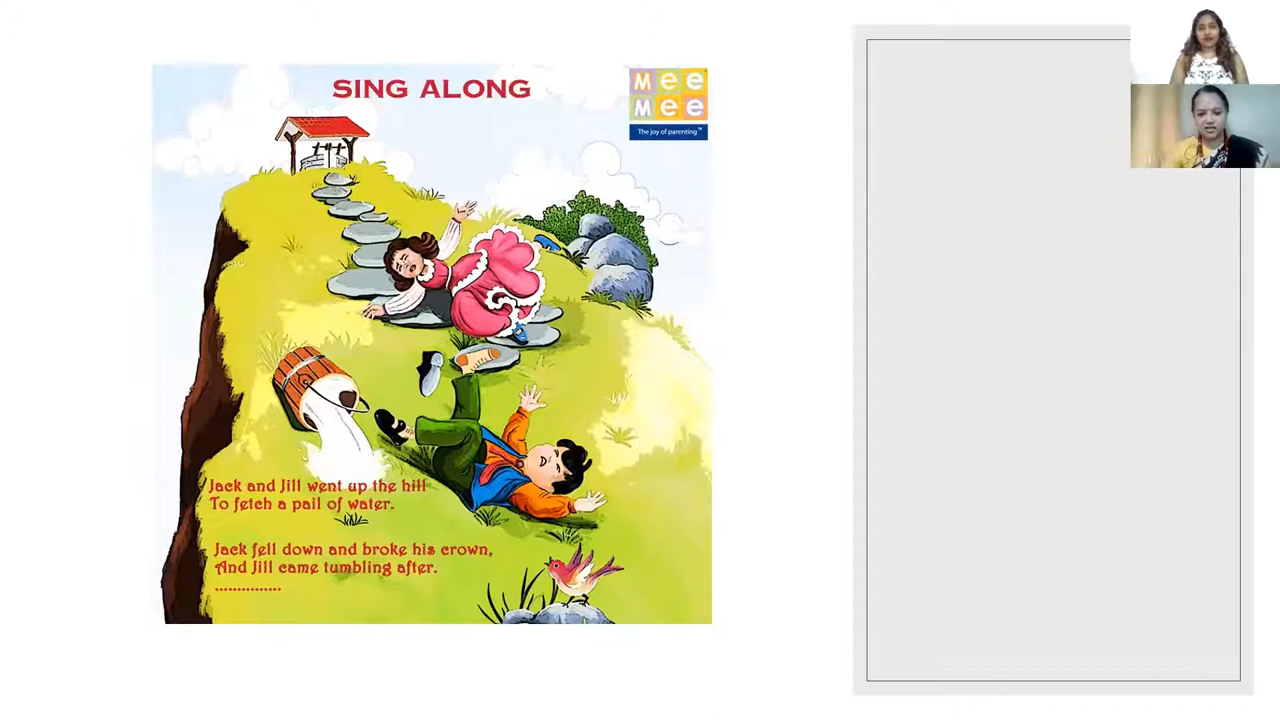 SING ALONG
Mee
Mee
The joy of parenting™
Jack and Jill went up the hill
To fetch a pail of water.
Jack fell down and broke his crown,
And Jill came tumbling after.
...............